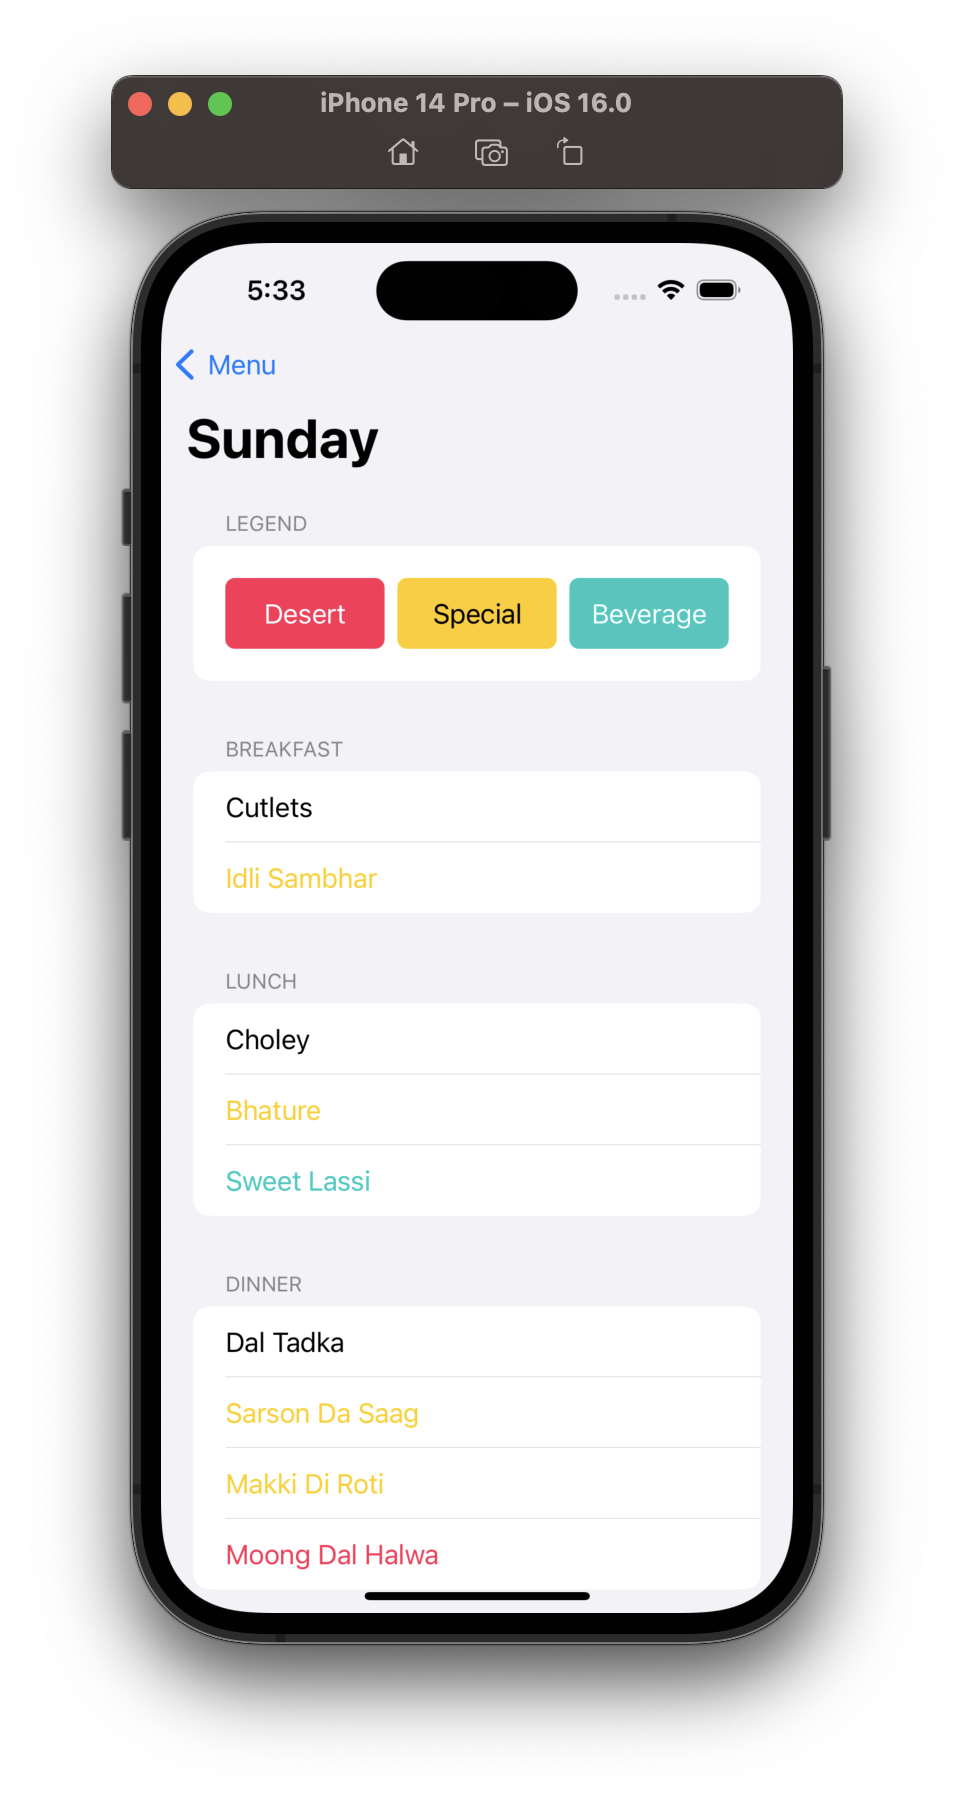 iPhone 14 Pro – iOS 16.0
5:33
Menu
Sunday
LEGEND
Desert Special Beverage
BREAKFAST
Cutlets
Idli Sambhar
LUNCH
Choley
Bhature
Sweet Lassi
DINNER
Dal Tadka
Sarson Da Saag
Makki Di Roti
Moong Dal Halwa